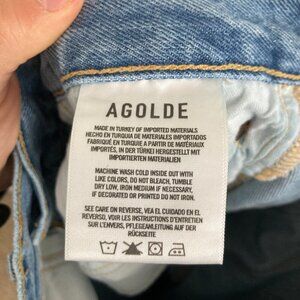 AGOLDE
MADE IN TURKEY OF IMPORTED MATERIALS
HECHO EN TURQUIA DE MATERIALES IMPORTADOS
FABRIQUÉ EN TURQUIE A PARTIR DE MATÉRIAUX
IMPORTÉS, IN DER TÜRKEI HERGESTELLT MIT
IMPORTIERTEN MATERIALIEN
MACHINE WASH COLD INSIDE OUT WITH
LIKE COLORS, DO NOT BLEACH, TUMBLE
DRY LOW, IRON MEDIUM IF NECESSARY.
IF DECORATED OR PRINTED DO NOT IRON.
SEE CARE ON REVERSE, VEA EL CUIDADO EN EL
REVERSO, VOIR LES INSTRUCTIONS D'ENTRETIEN
SUR L'ENVERS, PFLEGEANLEITUNG AUF DER
RÜCKSEITE